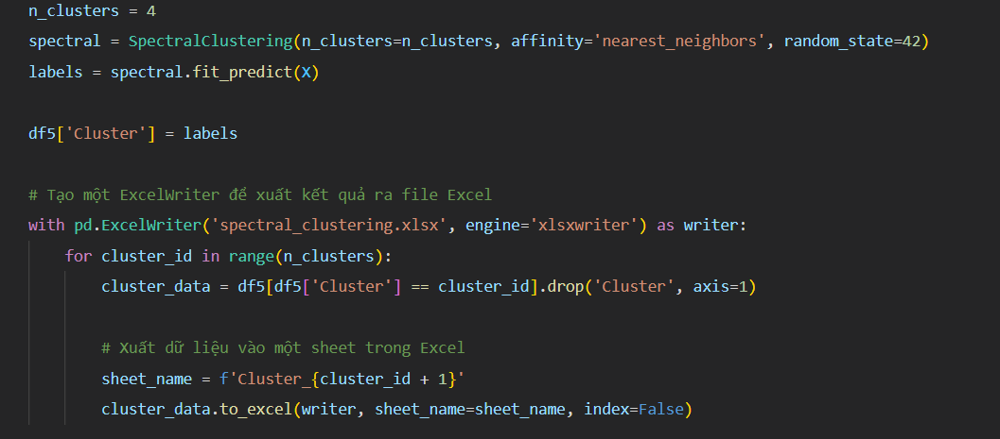 n_clusters = 4
spectral = SpectralClustering(n_clusters=n_clusters, affinity='nearest_neighbors', random_state=42)
labels = spectral.fit_predict(X)
df5['Cluster'] = labels
# Tạo một ExcelWriter để xuất kết quả ra file Excel
with pd.ExcelWriter('spectral_clustering.xlsx', engine='xlsxwriter') as writer:
    for cluster_id in range(n_clusters):
        cluster_data = df5[df5['Cluster'] == cluster_id].drop('Cluster', axis=1)
        # Xuất dữ liệu vào một sheet trong Excel
        sheet_name = f'Cluster_{cluster_id + 1}'
        cluster_data.to_excel(writer, sheet_name=sheet_name, index=False)